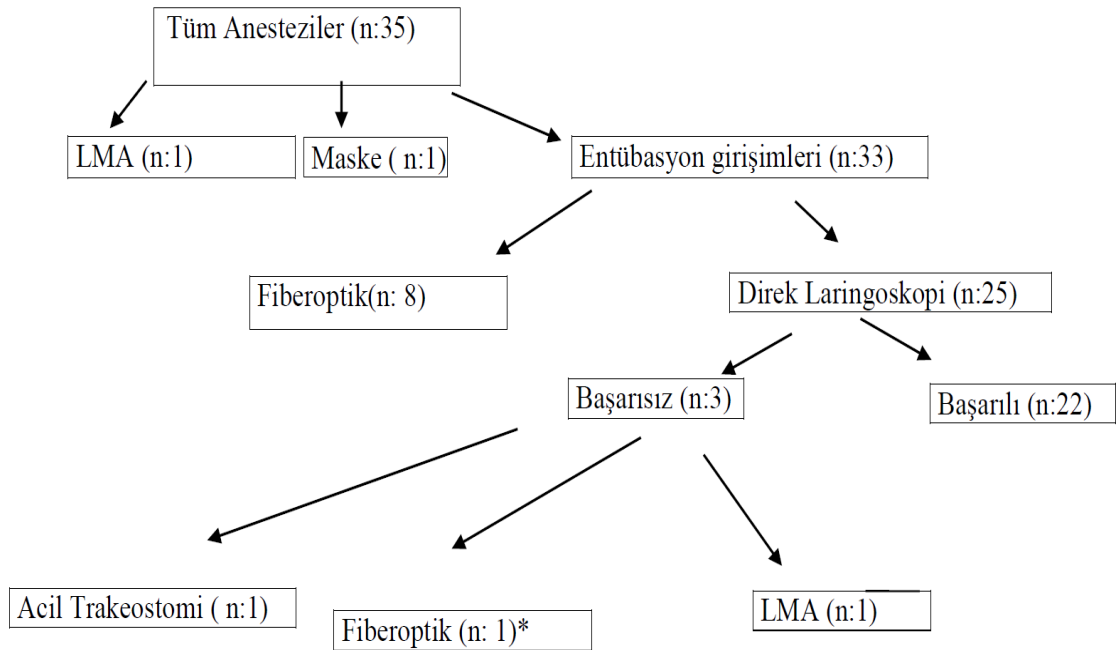 Tüm Anesteziler (n:35)
LMA (n:1)
Maske ( n:1)
Entübasyon girişimleri (n:33)
Fiberoptik(n: 8)
Direk Laringoskopi (n:25)
Başarısız (n:3)
Başarılı (n:22)
Acil Trakeostomi ( n:1)
Fiberoptik (n: 1)*
LMA (n:1)